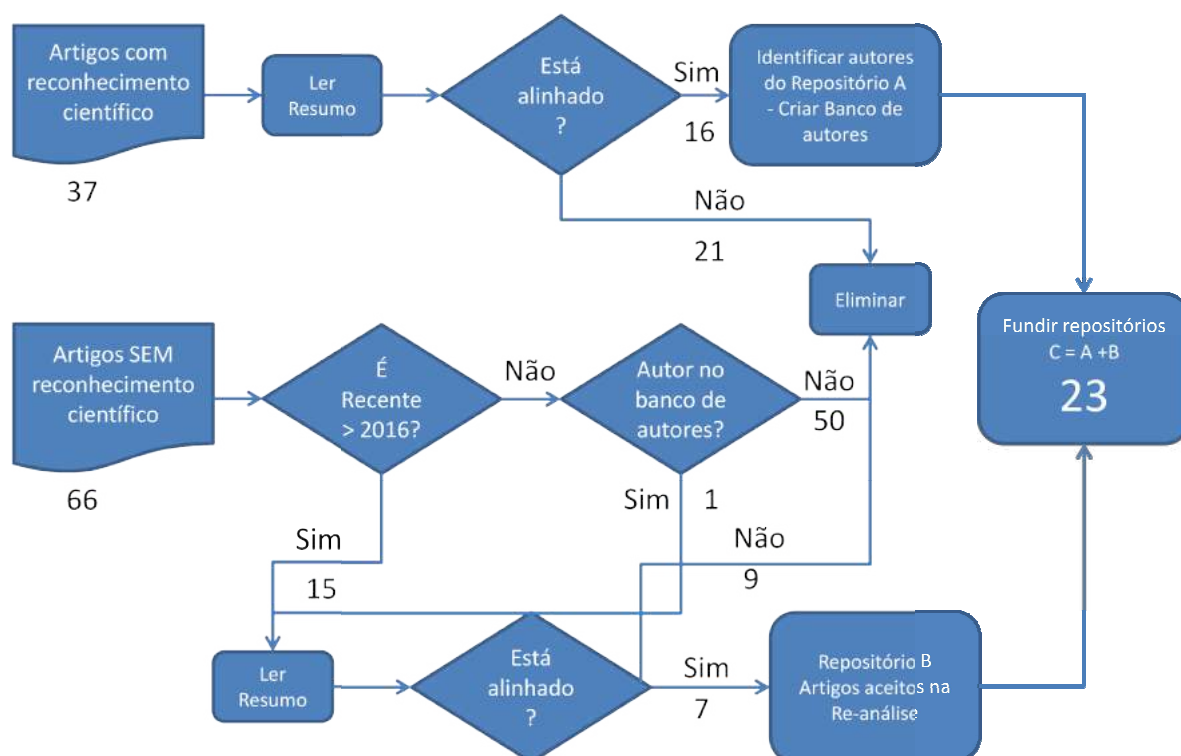 Artigos com
reconhecimento
científico
37
Ler
Resumo
Está
alinhado
?
Sim
16
Identificar autores
do Repositório A
- Criar Banco de
autores
Não
21
Eliminar
Fundir repositórios
C = A +B
23
Artigos SEM
reconhecimento
científico
66
É
Recente
> 2016?
Não
Autor no
banco de
autores?
Não
50
Sim
15
Sim 1
Não
9
Ler
Resumo
Está
alinhado
?
Sim
7
Repositório B
Artigos aceitos na
Re-análise